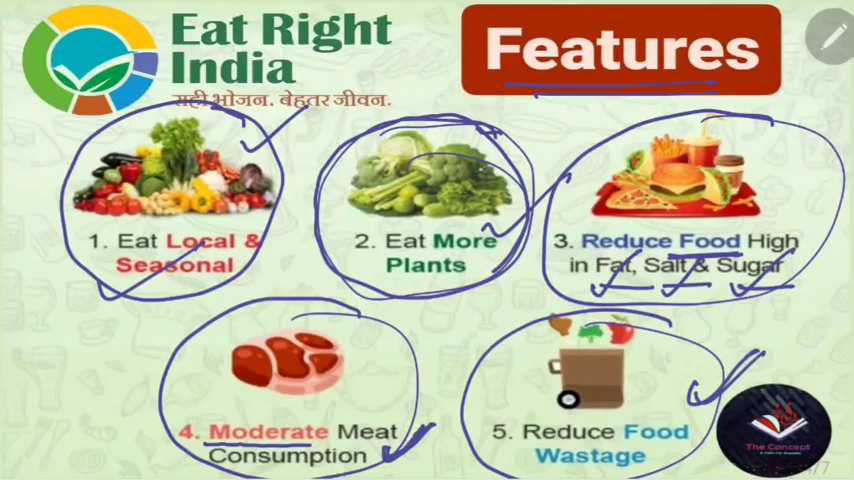 Eat Right
India
सही भोजन. बेहतर जीवन.
Features
1. Eat Local &
Seasonal
2. Eat More
Plants
3. Reduce Food High
in Fat, Salt & Sugar
4. Moderate Meat
Consumption
5. Reduce Food
Wastage
The Concept